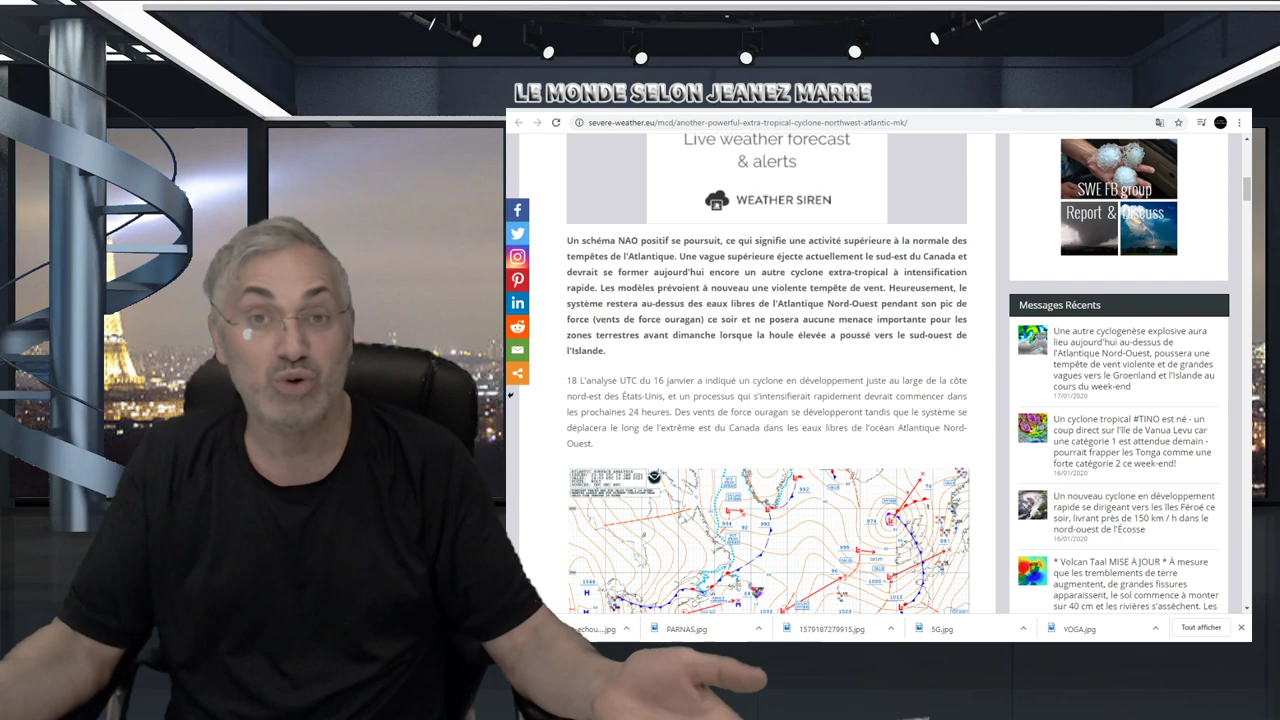 LE MONDE SELON JEANEZ MARRE
severe-weather.eu/mcd/another-powerful-extra-tropical-cyclone-northwest-atlantic-mk/
Live weather forecast
& alerts
WEATHER SIREN
Un schéma NAO positif se poursuit, ce qui signifie une activité supérieure à la normale des
tempêtes de l'Atlantique. Une vague supérieure éjecte actuellement le sud-est du Canada et
devrait se former aujourd'hui encore un autre cyclone extra-tropical à intensification
rapide. Les modèles prévoient à nouveau une violente tempête de vent. Heureusement, le
système restera au-dessus des eaux libres de l'Atlantique Nord-Ouest pendant son pic de
force (vents de force ouragan) ce soir et ne posera aucune menace importante pour les
zones terrestres avant dimanche lorsque la houle élevée a poussé vers le sud-ouest de
l'Islande.
18 L'analyse UTC du 16 janvier a indiqué un cyclone en développement juste au large de la côte
nord-est des États-Unis, et un processus qui s'intensifierait rapidement devrait commencer dans
les prochaines 24 heures. Des vents de force ouragan se développeront tandis que le système se
déplacera le long de l'extrême est du Canada dans les eaux libres de l'océan Atlantique Nord-
Ouest.
SWE FB group
Report & Discuss
Messages Récents
Une autre cyclogenèse explosive aura
lieu aujourd'hui au-dessus de
l'Atlantique Nord-Ouest, poussera une
tempête de vent violente et de grandes
vagues vers le Groenland et l'Islande au
cours du week-end
17/01/2020
Un cyclone tropical #TINO est né - un
coup direct sur l'île de Vanua Levu car
une catégorie 1 est attendue demain -
pourrait frapper les Tonga comme une
forte catégorie 2 ce week-end!
16/01/2020
Un nouveau cyclone en développement
rapide se dirigeant vers les îles Féroé ce
soir, livrant près de 150 km / h dans le
nord-ouest de l'Écosse
16/01/2020
* Volcan Taal MISE À JOUR * À mesure
que les tremblements de terre
augmentent, de grandes fissures
apparaissent, le sol commence à monter
sur 40 cm et les rivières s'assèchent. Les
-echou....jpg
PARNAS.jpg
1579187279915.jpg
5G.jpg
VOGA.jpg
Tout afficher